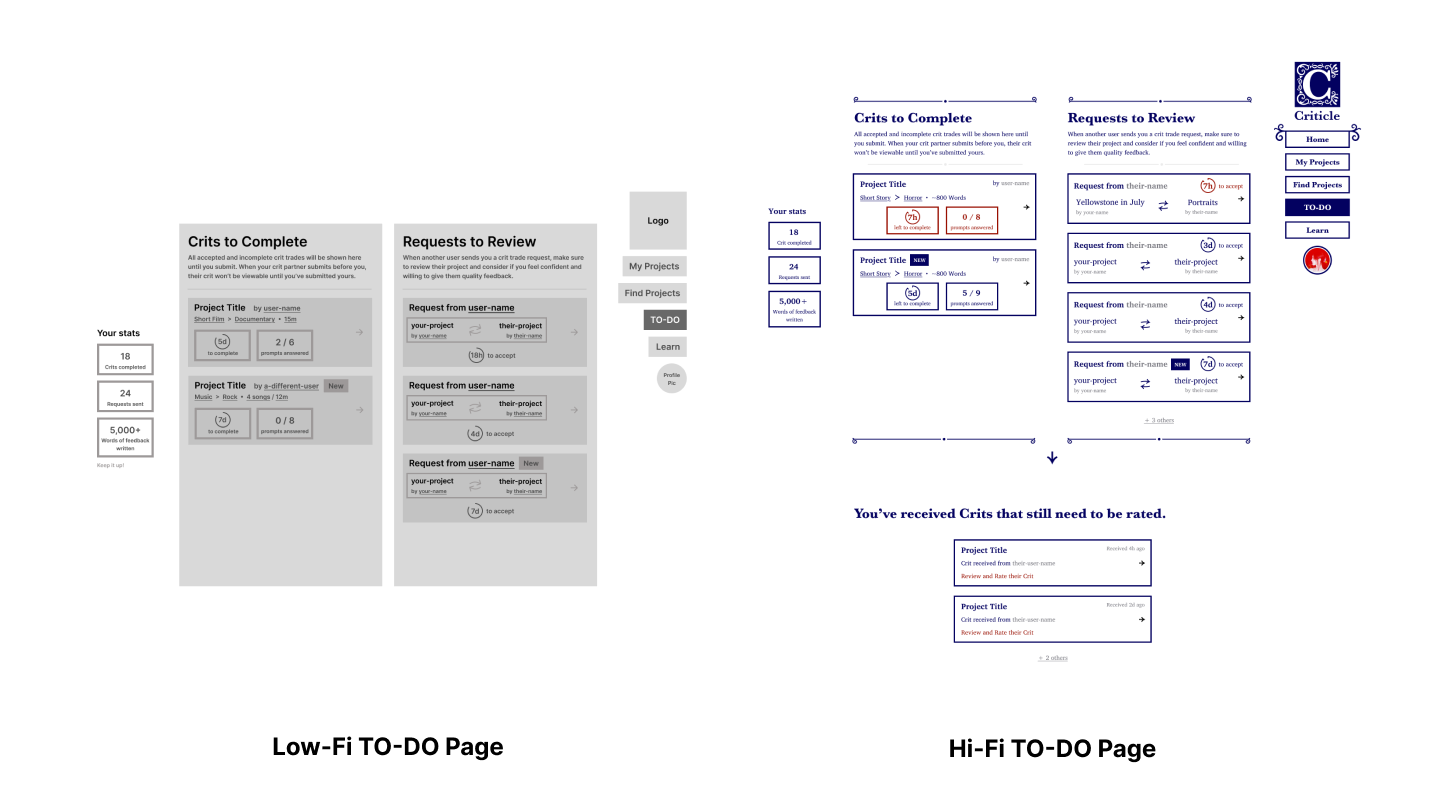 Your stats
18
Crits completed
24
Requests sent
5,000+
Words of feedback
written
Keep it up!
Crits to Complete
All accepted and incomplete crit trades will be shown here
until you submit. When your crit partner submits before you,
their crit won't be viewable until you've submitted yours.
Project Title by user-name
Short Film > Documentary • 15m
5d
to complete
2 / 6
prompts answered
Project Title by a-different-user New
Music > Rock • 4 songs / 12m
7d
to complete
0 / 8
prompts answered
Requests to Review
When another user sends you a crit trade request, make sure
to review their project and consider if you feel confident and
willing to give them quality feedback.
Request from user-name
your-project
by your-name
their-project
by their-name
18h to accept
Request from user-name
your-project
by your-name
their-project
by their-name
4d to accept
Request from user-name New
your-project
by your-name
their-project
by their-name
7d to accept
Logo
My Projects
Find Projects
TO-DO
Learn
Profile
Pic
Low-Fi TO-DO Page
Your stats
18
Crit completed
24
Requests sent
5,000+
Words of feedback
written
Crits to Complete
All accepted and incomplete crit trades will be shown here until
you submit. When your crit partner submits before you, their crit
won't be viewable until you've submitted yours.
Project Title by user-name
Short Story > Horror • ~800 Words
7h
left to complete
0 / 8
prompts answered
Project Title NEW by user-name
Short Story > Horror • ~800 Words
5d
left to complete
5 / 9
prompts answered
Requests to Review
When another user sends you a crit trade request, make sure to
review their project and consider if you feel confident and willing
to give them quality feedback.
Request from their-name 7h to accept
Yellowstone in July
by your-name
Portraits
by their-name
Request from their-name 3d to accept
your-project
by your-name
their-project
by their-name
Request from their-name 4d to accept
your-project
by your-name
their-project
by their-name
Request from their-name NEW 7d to accept
your-project
by your-name
their-project
by their-name
+ 3 others
C
Criticle
Home
My Projects
Find Projects
TO-DO
Learn
You've received Crits that still need to be rated.
Project Title Received 4h ago
Crit received from their-user-name
Review and Rate their Crit
Project Title Received 2d ago
Crit received from their-user-name
Review and Rate their Crit
+ 2 others
Hi-Fi TO-DO Page